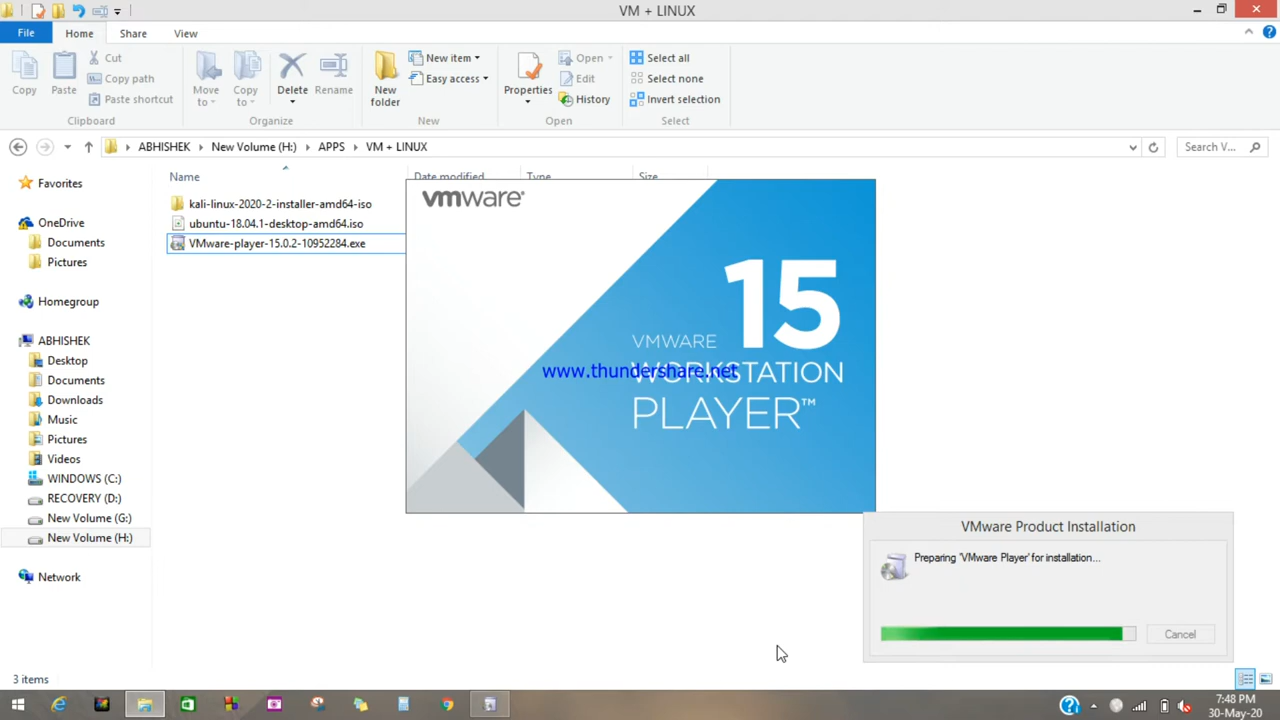 VM + LINUX
File
Home
Share
View
Copy
Paste
Cut
Copy path
Paste shortcut
Clipboard
Move to
Copy to
Delete
Rename
Organize
New folder
New item
Easy access
New
Properties
Open
Edit
History
Open
Select all
Select none
Invert selection
Select
ABHISHEK
New Volume (H:)
APPS
VM + LINUX
Search V...
Name
Date modified
Type
Size
Favorites
OneDrive
Documents
Pictures
Homegroup
ABHISHEK
Desktop
Documents
Downloads
Music
Pictures
Videos
WINDOWS (C:)
RECOVERY (D:)
New Volume (G:)
New Volume (H:)
Network
kali-linux-2020-2-installer-amd64-iso
ubuntu-18.04.1-desktop-amd64.iso
VMware-player-15.0.2-10952284.exe
vmware®
15
VMWARE
WORKSTATION
PLAYER™
www.thundershare.net
VMware Product Installation
Preparing 'VMware Player' for installation...
Cancel
3 items
7:48 PM
30-May-20